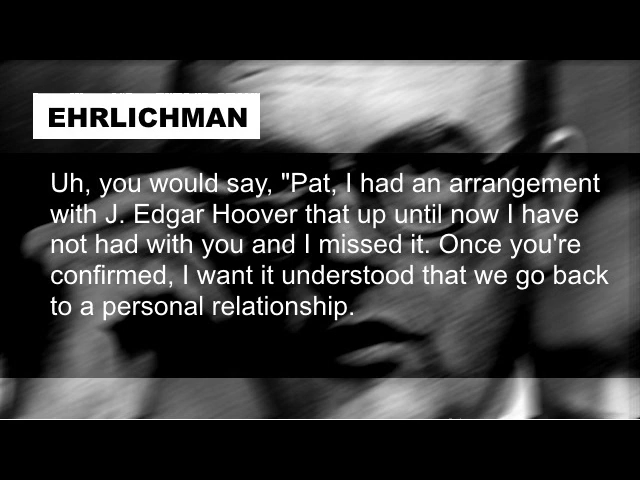 EHRLICHMAN
Uh, you would say, "Pat, I had an arrangement
with J. Edgar Hoover that up until now I have
not had with you and I missed it. Once you're
confirmed, I want it understood that we go back
to a personal relationship.